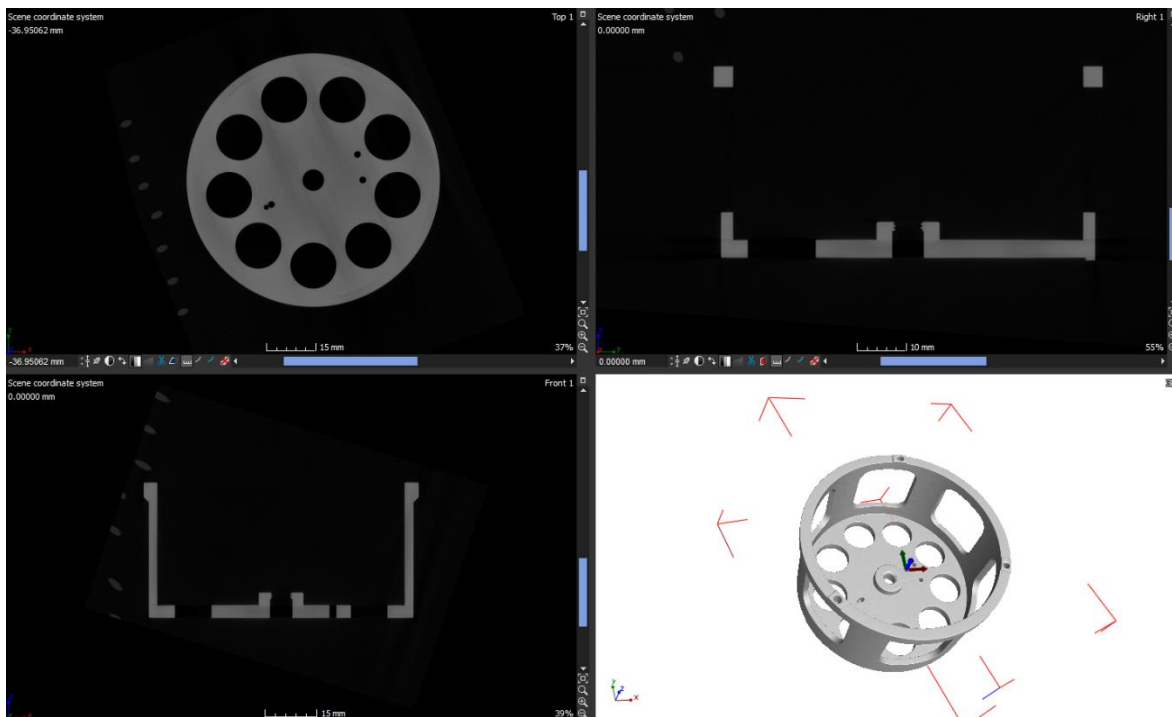 Scene coordinate system
Top 1
-36.95062 mm
15 mm
37%
-36.95062 mm
Scene coordinate system
Right 1
0.00000 mm
10 mm
55%
0.00000 mm
Scene coordinate system
Front 1
0.00000 mm
15 mm
39%